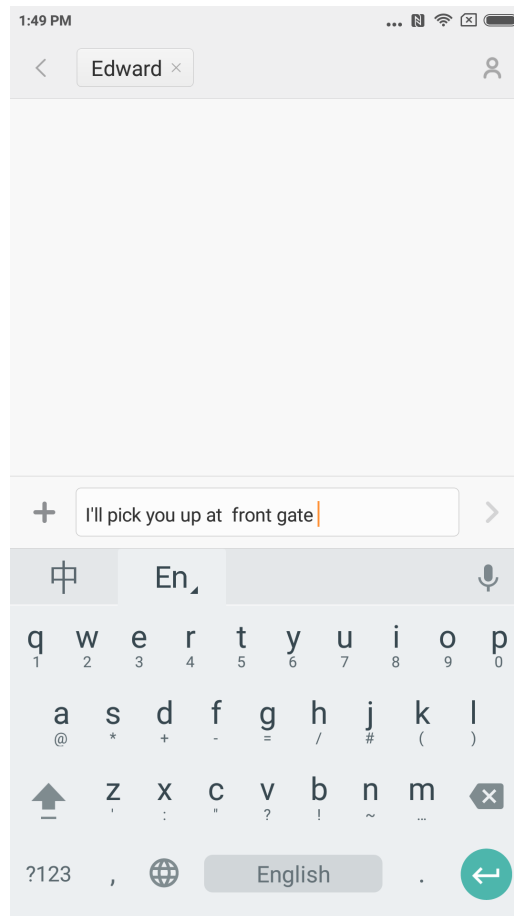 1:49 PM
Edward ×
I'll pick you up at  front gate
中 En
q w e r t y u i o p
1 2 3 4 5 6 7 8 9 0
a s d f g h j k l
@ * + - = / # ( )
z x c v b n m
' : " ? ! ~ ...
?123 , English .